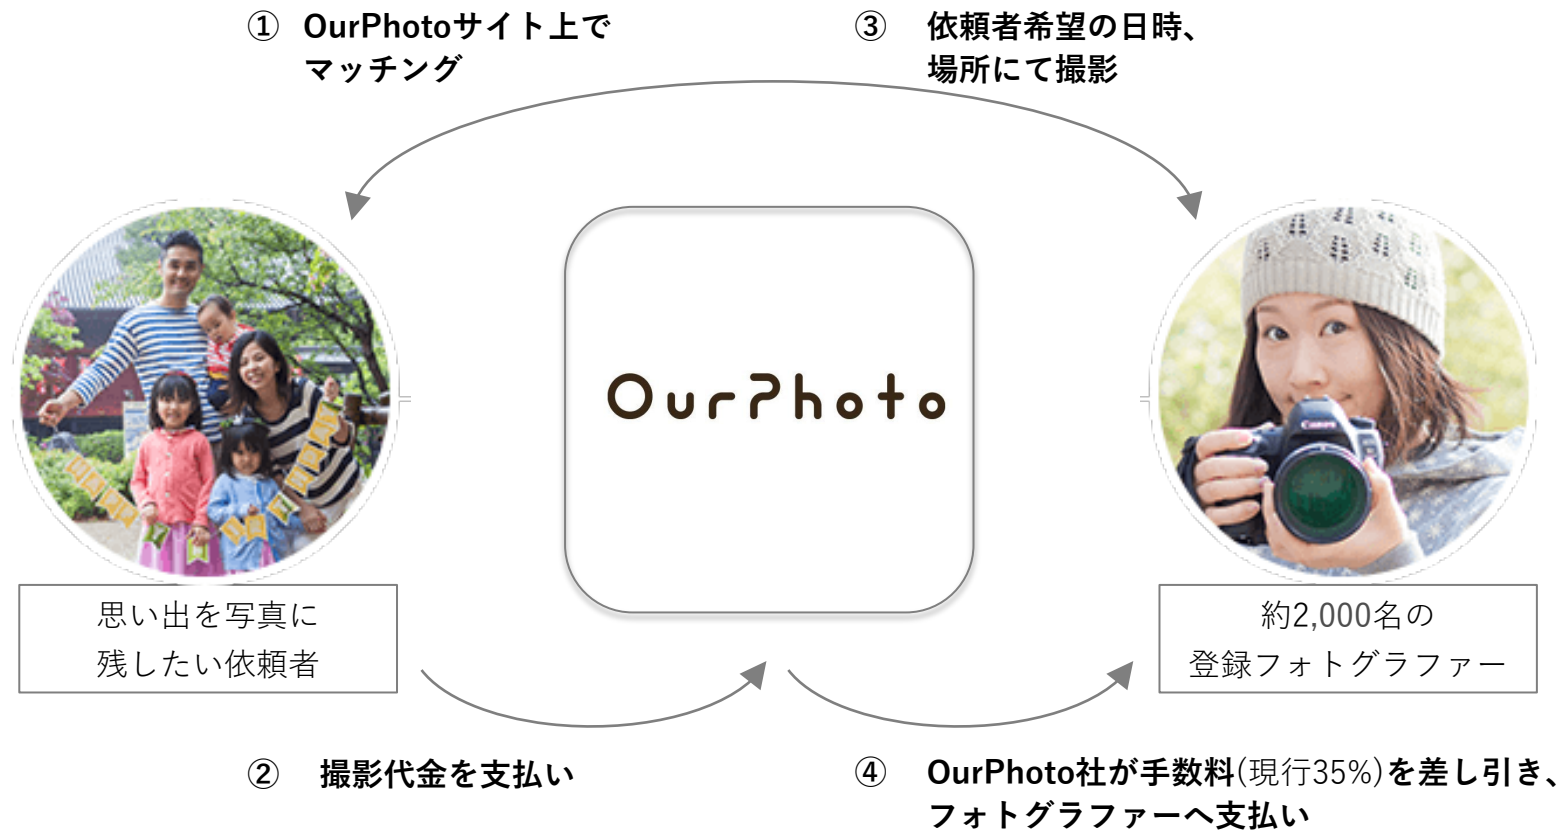 ① OurPhotoサイト上で
マッチング
③ 依頼者希望の日時、
場所にて撮影
OurPhoto
Canon
思い出を写真に
残したい依頼者
約2,000名の
登録フォトグラファー
② 撮影代金を支払い
④ OurPhoto社が手数料(現行35%)を差し引き、
フォトグラファーへ支払い